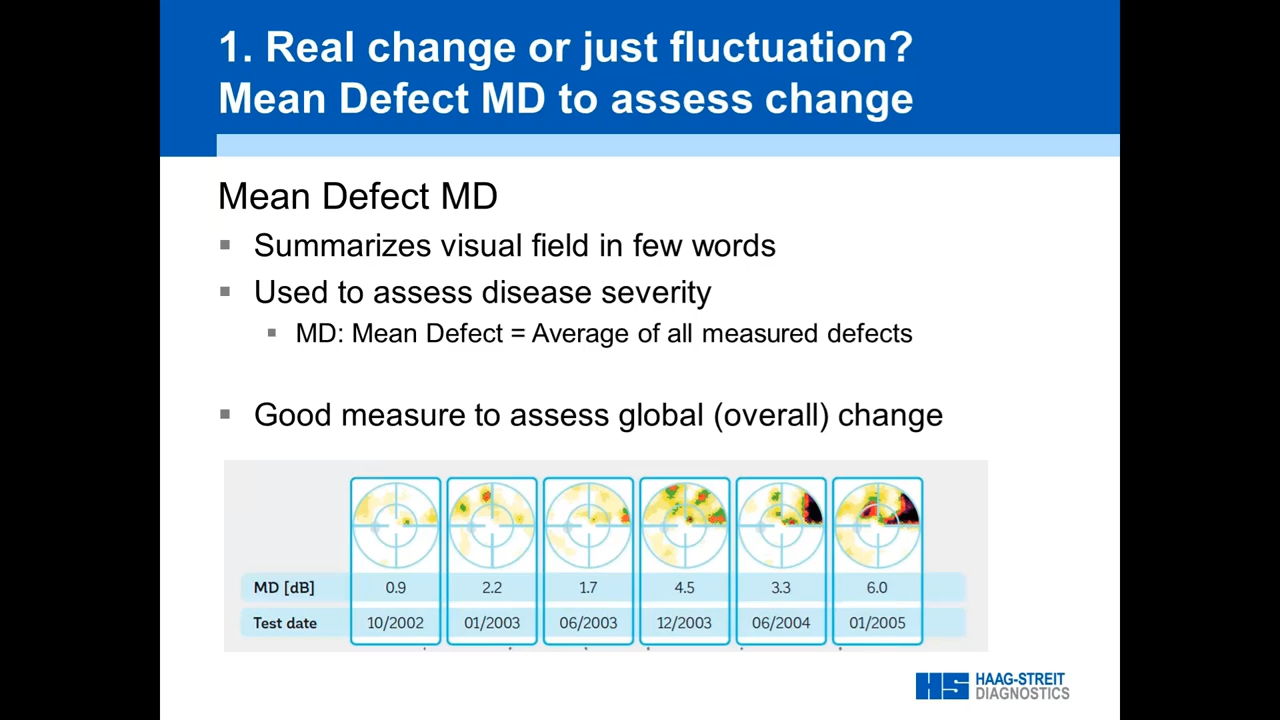 1. Real change or just fluctuation?
Mean Defect MD to assess change
Mean Defect MD
Summarizes visual field in few words
Used to assess disease severity
MD: Mean Defect = Average of all measured defects
Good measure to assess global (overall) change
MD [dB] 0.9 2.2 1.7 4.5 3.3 6.0
Test date 10/2002 01/2003 06/2003 12/2003 06/2004 01/2005
HS HAAG-STREIT
DIAGNOSTICS